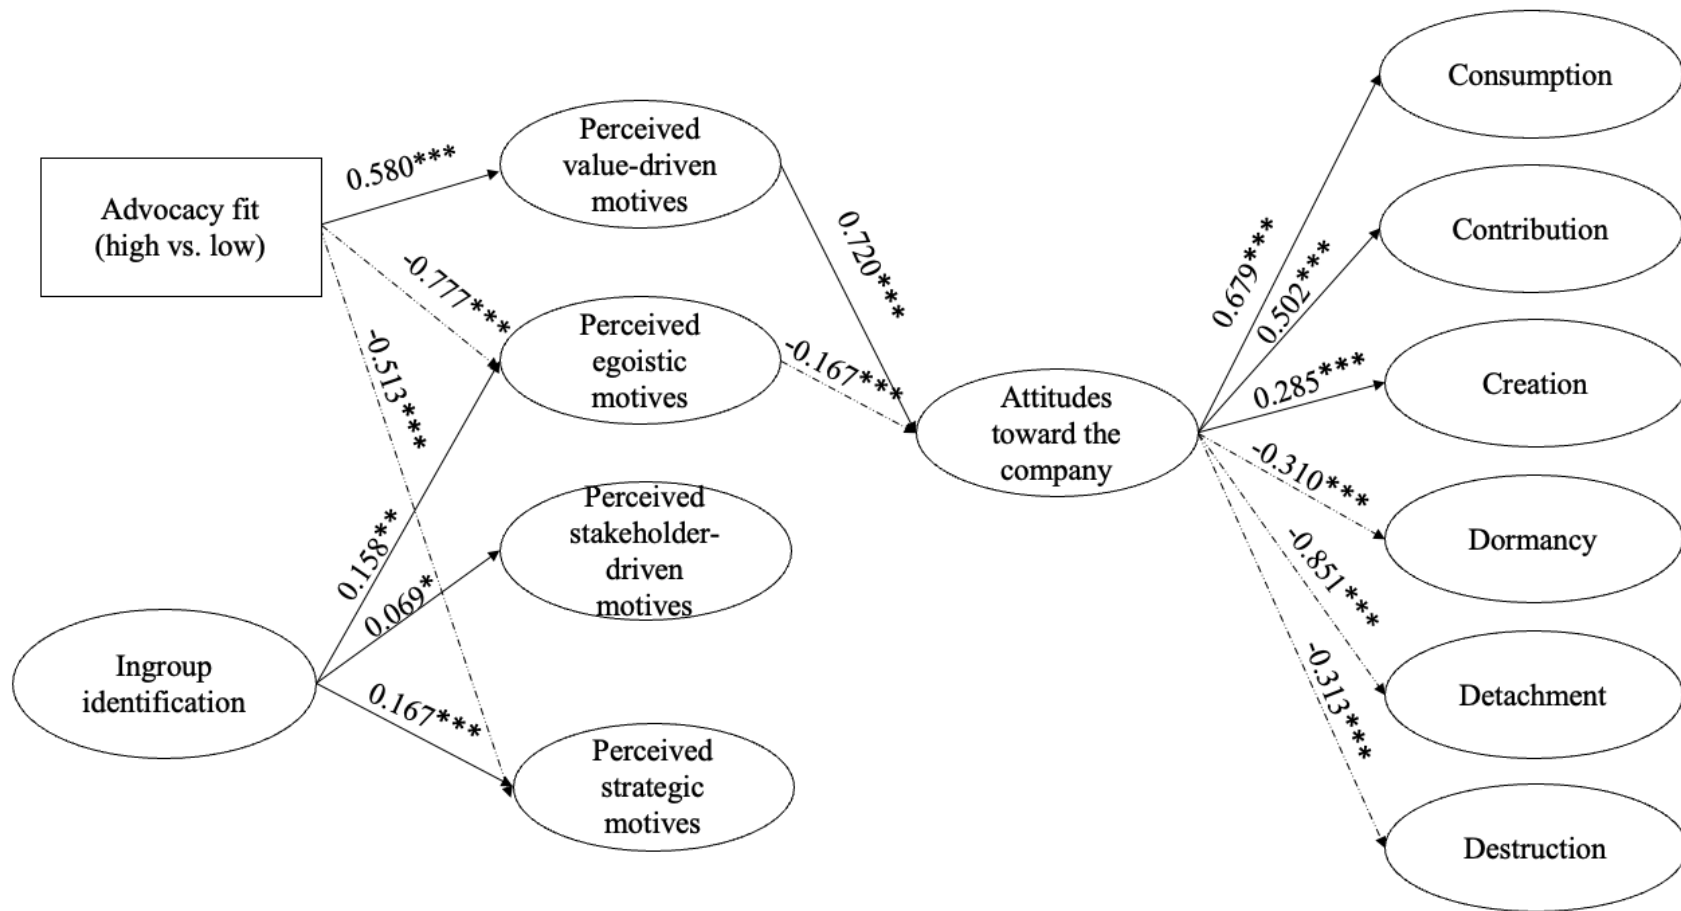 Advocacy fit
(high vs. low)
Ingroup
identification
0.580***
-0.777***
-0.513***
0.158**
0.069*
0.167***
Perceived
value-driven
motives
Perceived
egoistic
motives
Perceived
stakeholder-
driven
motives
Perceived
strategic
motives
0.720***
-0.167***
Attitudes
toward the
company
0.679***
0.502***
0.285***
-0.310***
-0.851***
-0.313***
Consumption
Contribution
Creation
Dormancy
Detachment
Destruction